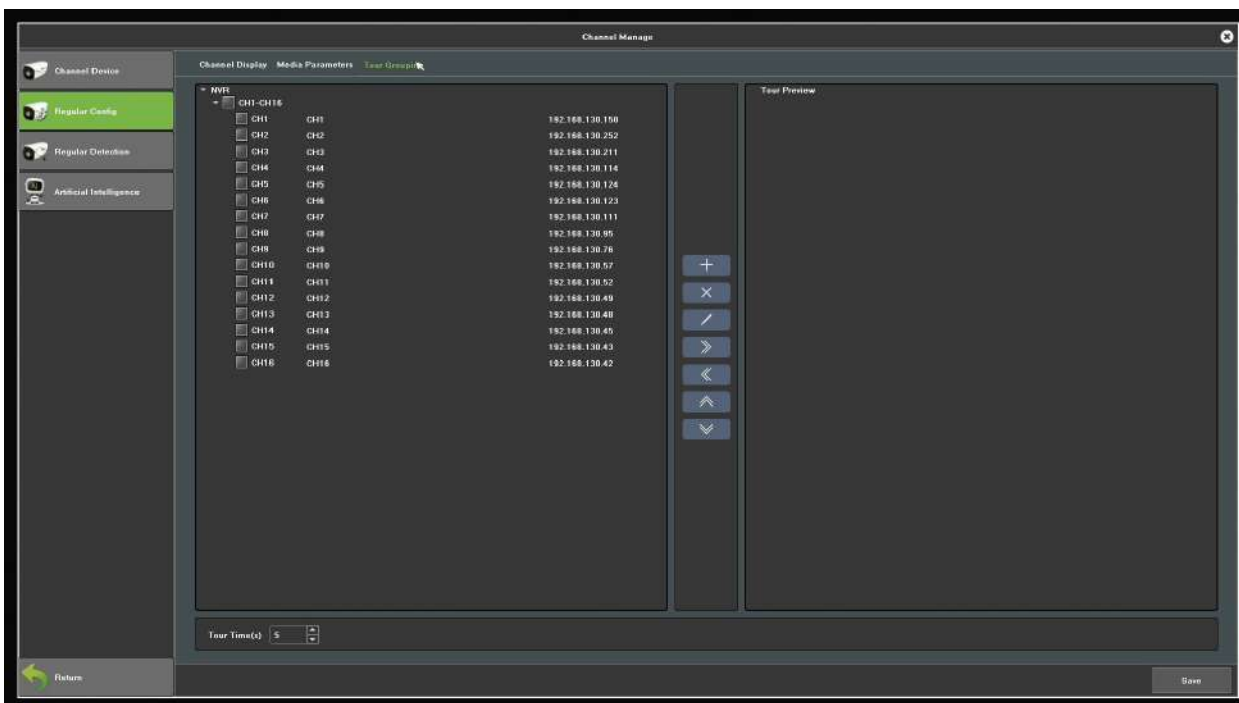 Channel Manage
Channel Device
Regular Config
Regular Detection
Artificial Intelligence
Return
Channel Display Media Parameters Tour Grouping
NVR
CH1-CH16
CH1 CH1 192.168.130.150
CH2 CH2 192.168.130.252
CH3 CH3 192.168.130.211
CH4 CH4 192.168.130.114
CH5 CH5 192.168.130.124
CH6 CH6 192.168.130.123
CH7 CH7 192.168.130.111
CH8 CH8 192.168.130.95
CH9 CH9 192.168.130.76
CH10 CH10 192.168.130.57
CH11 CH11 192.168.130.52
CH12 CH12 192.168.130.49
CH13 CH13 192.168.130.48
CH14 CH14 192.168.130.45
CH15 CH15 192.168.130.43
CH16 CH16 192.168.130.42
Tour Preview
Tour Time(s) 5
Save